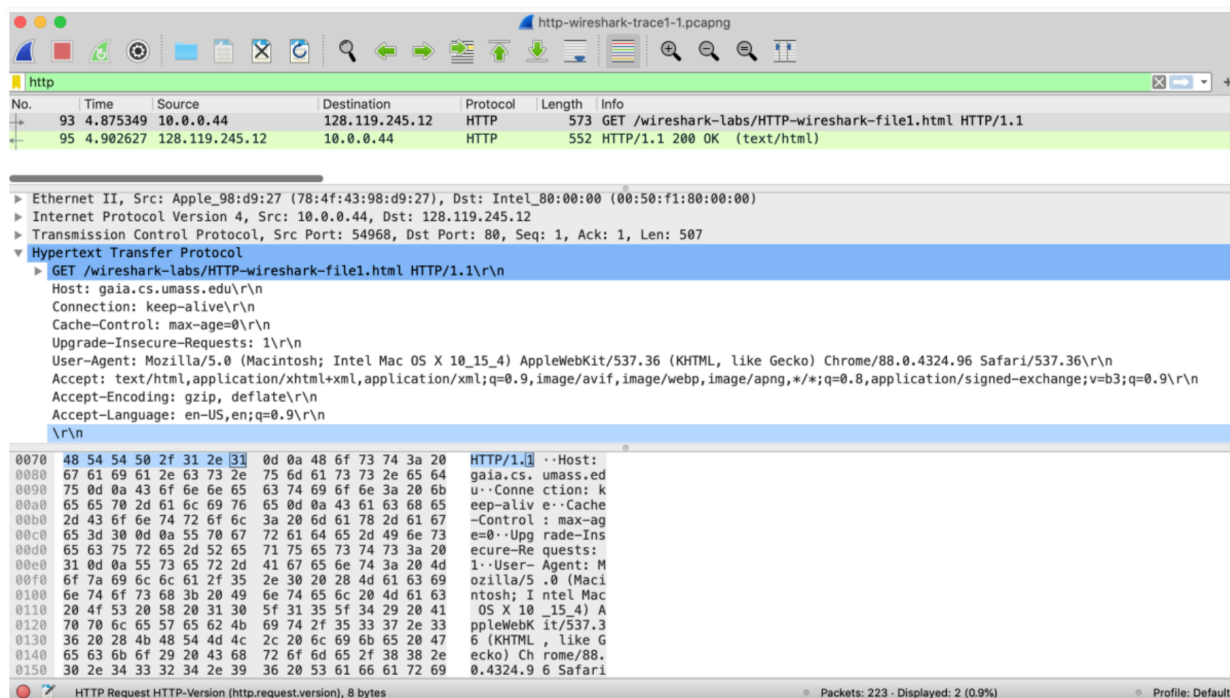 http-wireshark-trace1-1.pcapng
http
No. Time Source Destination Protocol Length Info
93 4.875349 10.0.0.44 128.119.245.12 HTTP 573 GET /wireshark-labs/HTTP-wireshark-file1.html HTTP/1.1
95 4.902627 128.119.245.12 10.0.0.44 HTTP 552 HTTP/1.1 200 OK (text/html)
Ethernet II, Src: Apple_98:d9:27 (78:4f:43:98:d9:27), Dst: Intel_80:00:00 (00:50:f1:80:00:00)
Internet Protocol Version 4, Src: 10.0.0.44, Dst: 128.119.245.12
Transmission Control Protocol, Src Port: 54968, Dst Port: 80, Seq: 1, Ack: 1, Len: 507
Hypertext Transfer Protocol
GET /wireshark-labs/HTTP-wireshark-file1.html HTTP/1.1\r\n
Host: gaia.cs.umass.edu\r\n
Connection: keep-alive\r\n
Cache-Control: max-age=0\r\n
Upgrade-Insecure-Requests: 1\r\n
User-Agent: Mozilla/5.0 (Macintosh; Intel Mac OS X 10_15_4) AppleWebKit/537.36 (KHTML, like Gecko) Chrome/88.0.4324.96 Safari/537.36\r\n
Accept: text/html,application/xhtml+xml,application/xml;q=0.9,image/avif,image/webp,image/apng,*/*;q=0.8,application/signed-exchange;v=b3;q=0.9\r\n
Accept-Encoding: gzip, deflate\r\n
Accept-Language: en-US,en;q=0.9\r\n
\r\n
0070 48 54 54 50 2f 31 2e 31 0d 0a 48 6f 73 74 3a 20 HTTP/1.1 ··Host:
0080 67 61 69 61 2e 63 73 2e 75 6d 61 73 73 2e 65 64 gaia.cs. umass.ed
0090 75 0d 0a 43 6f 6e 6e 65 63 74 69 6f 6e 3a 20 6b u··Conne ction: k
00a0 65 65 70 2d 61 6c 69 76 65 0d 0a 43 61 63 68 65 eep-aliv e··Cache
00b0 2d 43 6f 6e 74 72 6f 6c 3a 20 6d 61 78 2d 61 67 -Control : max-ag
00c0 65 3d 30 0d 0a 55 70 67 72 61 64 65 2d 49 6e 73 e=0··Upg rade-Ins
00d0 65 63 75 72 65 2d 52 65 71 75 65 73 74 73 3a 20 ecure-Re quests:
00e0 31 0d 0a 55 73 65 72 2d 41 67 65 6e 74 3a 20 4d 1··User- Agent: M
00f0 6f 7a 69 6c 6c 61 2f 35 2e 30 20 28 4d 61 63 69 ozilla/5 .0 (Maci
0100 6e 74 6f 73 68 3b 20 49 6e 74 65 6c 20 4d 61 63 ntosh; I ntel Mac
0110 20 4f 53 20 58 20 31 30 5f 31 35 5f 34 29 20 41 OS X 10 _15_4) A
0120 70 70 6c 65 57 65 62 4b 69 74 2f 35 33 37 2e 33 ppleWebK it/537.3
0130 36 20 28 4b 48 54 4d 4c 2c 20 6c 69 6b 65 20 47 6 (KHTML , like G
0140 65 63 6b 6f 29 20 43 68 72 6f 6d 65 2f 38 38 2e ecko) Ch rome/88.
0150 30 2e 34 33 32 34 2e 39 36 20 53 61 66 61 72 69 0.4324.9 6 Safari
HTTP Request HTTP-Version (http.request.version), 8 bytes Packets: 223 · Displayed: 2 (0.9%) Profile: Default